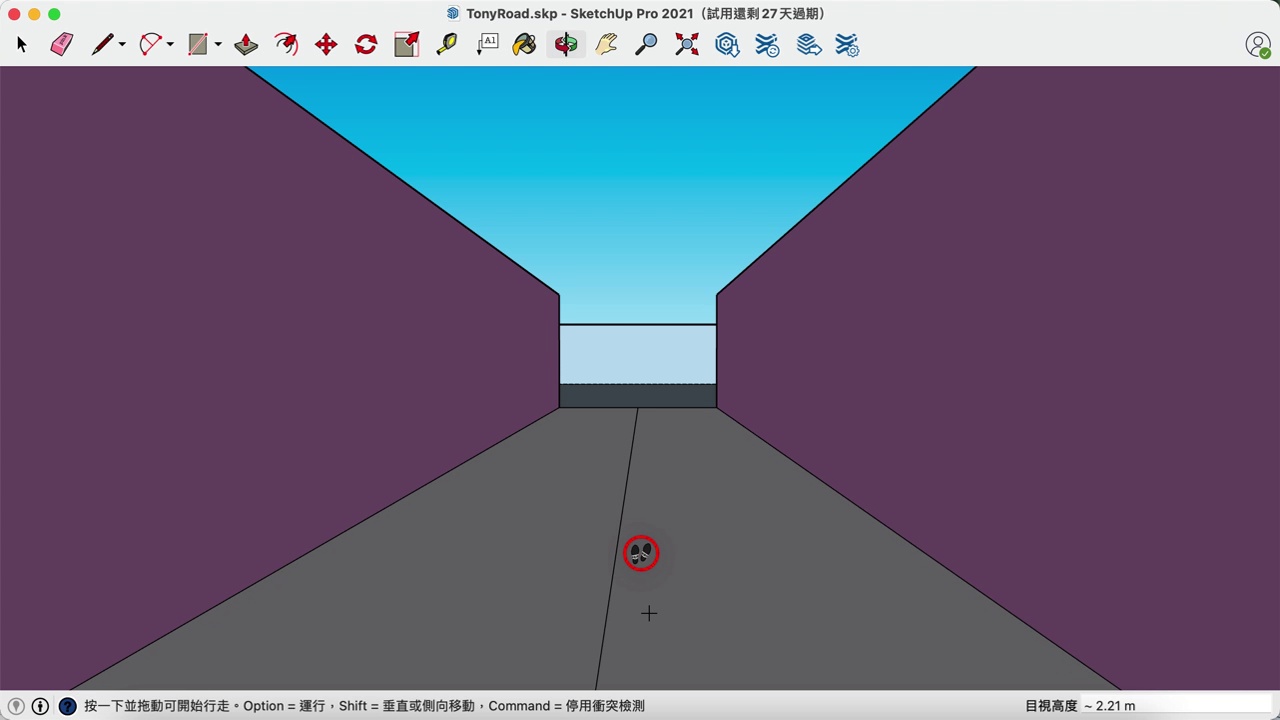 TonyRoad.skp - SketchUp Pro 2021（試用還剩 27 天過期）
A1
按一下並拖動可開始行走。Option = 運行，Shift = 垂直或側向移動，Command = 停用衝突檢測
目視高度 ~ 2.21 m